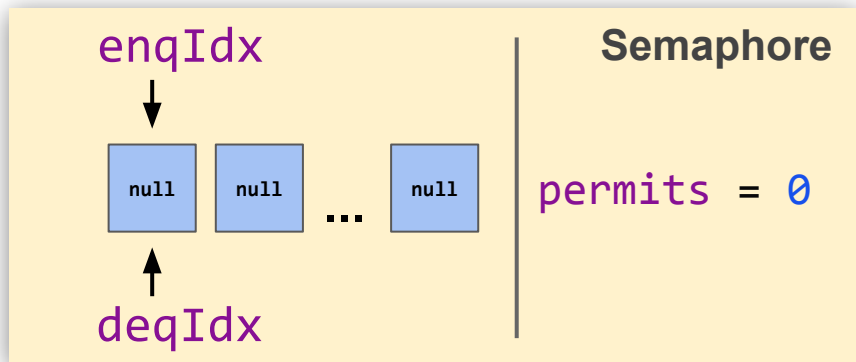 enqIdx
Semaphore
null null ... null
permits = 0
deqIdx